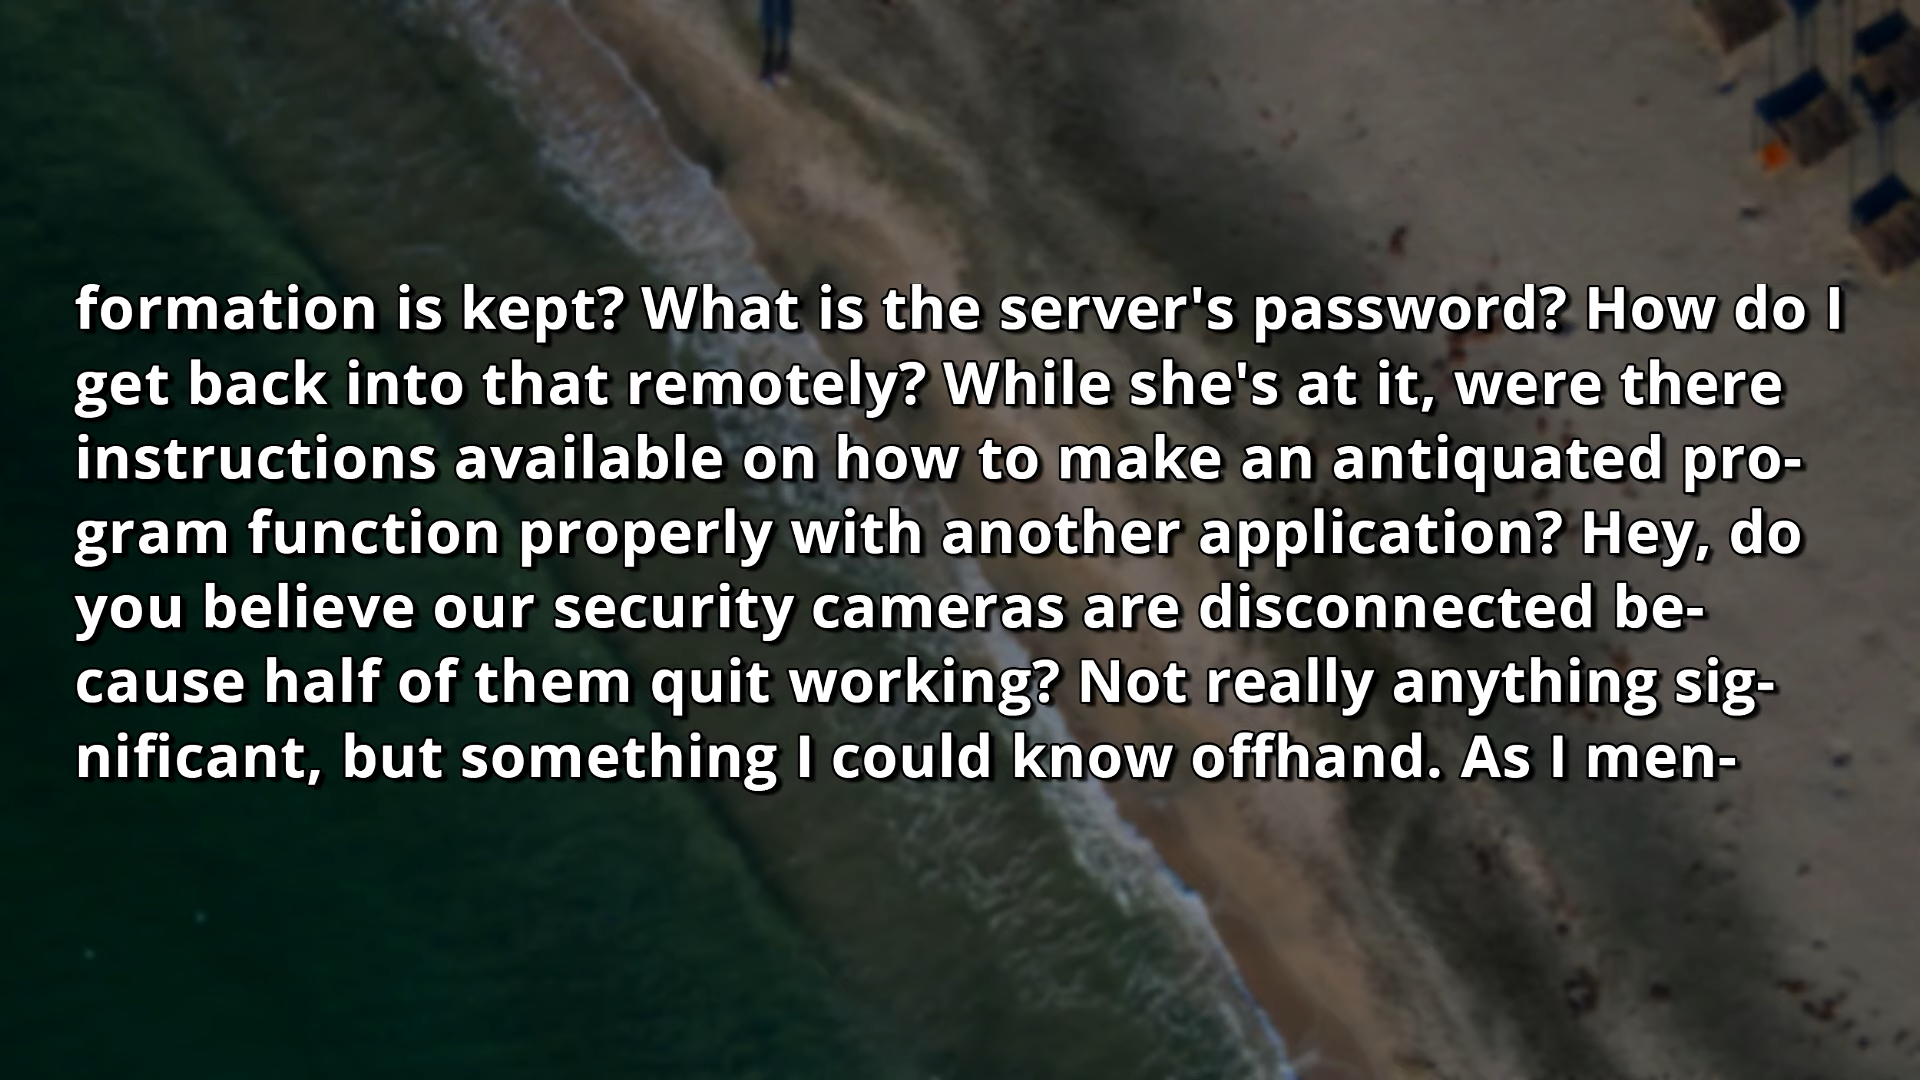 formation is kept? What is the server's password? How do I
get back into that remotely? While she's at it, were there
instructions available on how to make an antiquated pro-
gram function properly with another application? Hey, do
you believe our security cameras are disconnected be-
cause half of them quit working? Not really anything sig-
nificant, but something I could know offhand. As I men-